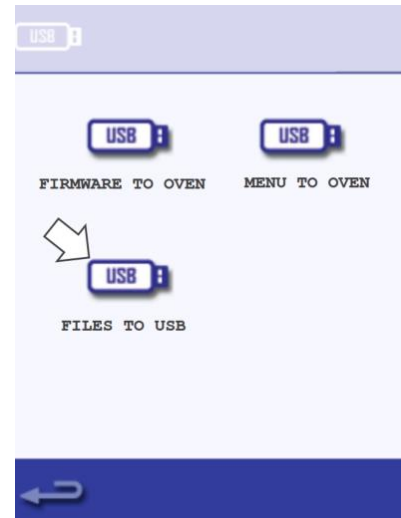 USB
USB USB
FIRMWARE TO OVEN MENU TO OVEN
USB
FILES TO USB